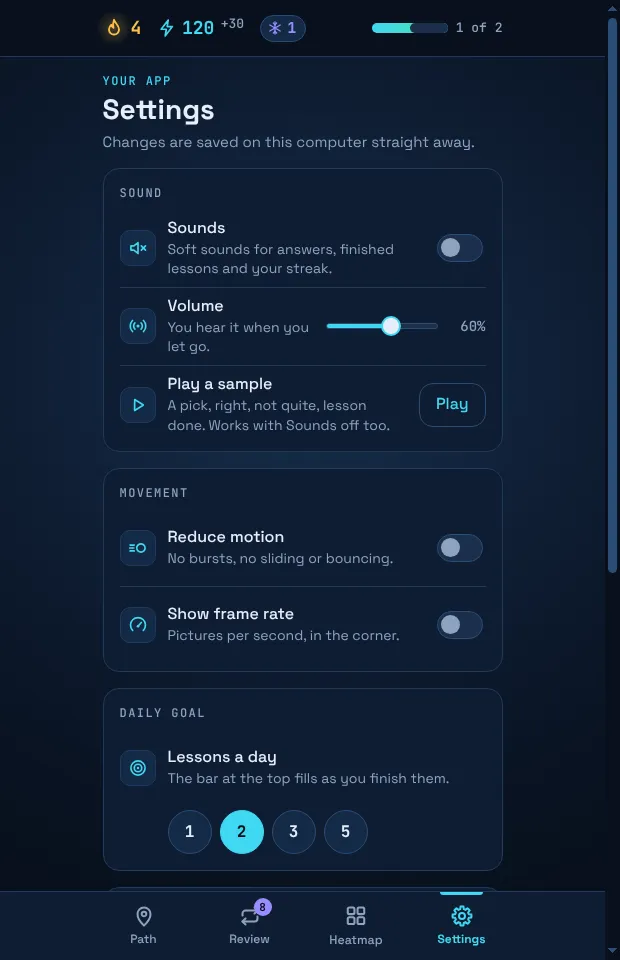 4 120 +30 1 1 of 2
YOUR APP
Settings
Changes are saved on this computer straight away.
SOUND
Sounds
Soft sounds for answers, finished
lessons and your streak.
Volume
You hear it when you
let go.
60%
Play a sample
A pick, right, not quite, lesson
done. Works with Sounds off too.
Play
MOVEMENT
Reduce motion
No bursts, no sliding or bouncing.
Show frame rate
Pictures per second, in the corner.
DAILY GOAL
Lessons a day
The bar at the top fills as you finish them.
1 2 3 5
8
Path Review Heatmap Settings